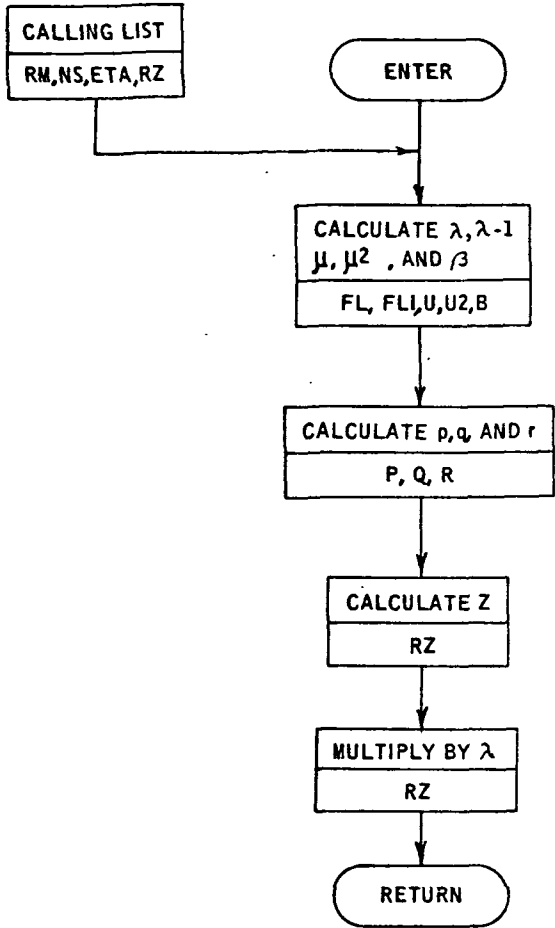 CALLING LIST
RM,NS,ETA,RZ
ENTER
CALCULATE λ,λ-1
μ, μ2 , AND β
FL, FL1,U,U2,B
CALCULATE p,q, AND r
P, Q, R
CALCULATE Z
RZ
MULTIPLY BY λ
RZ
RETURN